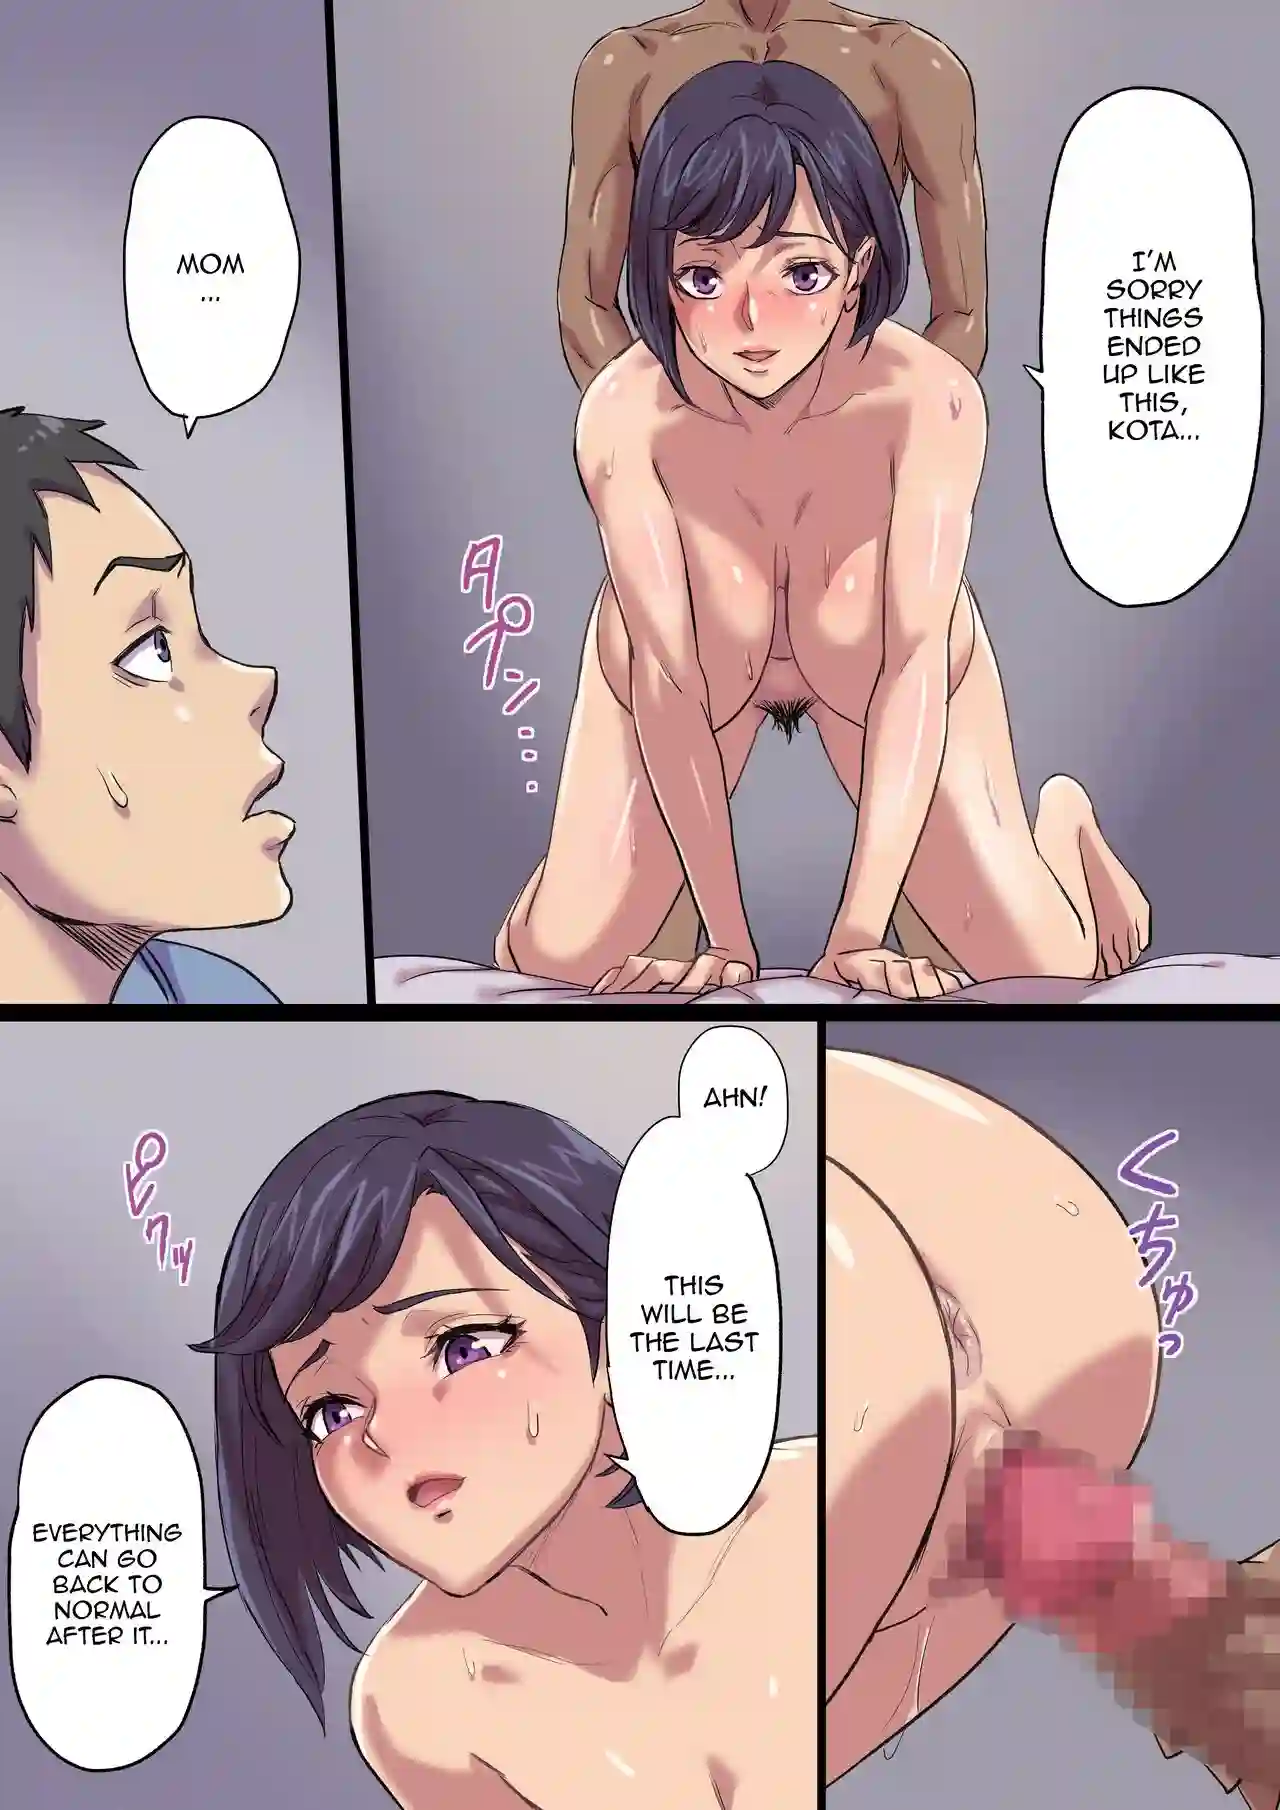 I'M
SORRY
THINGS
ENDED
UP LIKE
THIS,
KOTA...
MOM
...
タプン...
AHN!
THIS
WILL BE
THE LAST
TIME...
EVERYTHING
CAN GO
BACK TO
NORMAL
AFTER IT...
ピクッ
くちゅっ